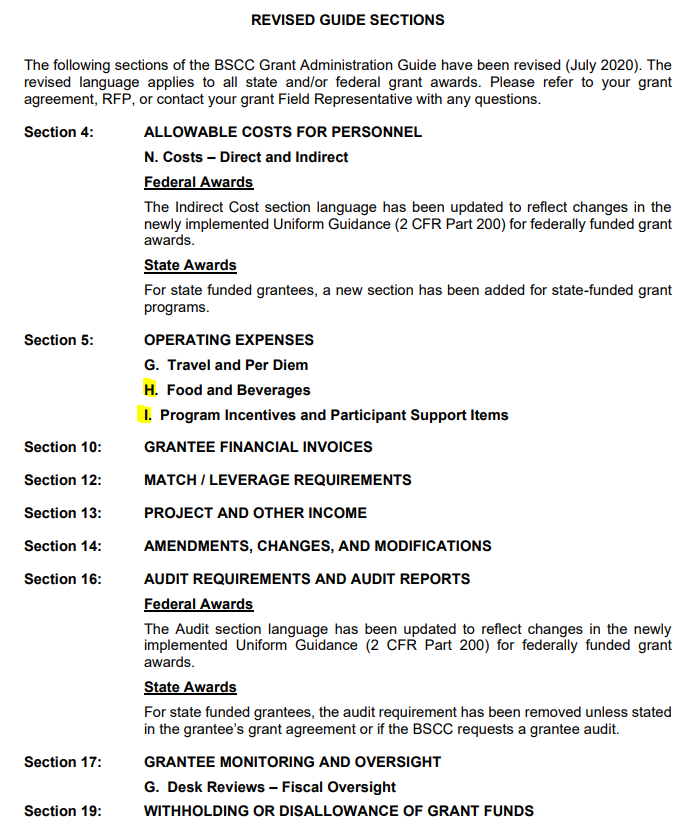 REVISED GUIDE SECTIONS
The following sections of the BSCC Grant Administration Guide have been revised (July 2020). The
revised language applies to all state and/or federal grant awards. Please refer to your grant
agreement, RFP, or contact your grant Field Representative with any questions.
Section 4: ALLOWABLE COSTS FOR PERSONNEL
N. Costs – Direct and Indirect
Federal Awards
The Indirect Cost section language has been updated to reflect changes in the
newly implemented Uniform Guidance (2 CFR Part 200) for federally funded grant
awards.
State Awards
For state funded grantees, a new section has been added for state-funded grant
programs.
Section 5: OPERATING EXPENSES
G. Travel and Per Diem
H. Food and Beverages
I. Program Incentives and Participant Support Items
Section 10: GRANTEE FINANCIAL INVOICES
Section 12: MATCH / LEVERAGE REQUIREMENTS
Section 13: PROJECT AND OTHER INCOME
Section 14: AMENDMENTS, CHANGES, AND MODIFICATIONS
Section 16: AUDIT REQUIREMENTS AND AUDIT REPORTS
Federal Awards
The Audit section language has been updated to reflect changes in the newly
implemented Uniform Guidance (2 CFR Part 200) for federally funded grant
awards.
State Awards
For state funded grantees, the audit requirement has been removed unless stated
in the grantee's grant agreement or if the BSCC requests a grantee audit.
Section 17: GRANTEE MONITORING AND OVERSIGHT
G. Desk Reviews – Fiscal Oversight
Section 19: WITHHOLDING OR DISALLOWANCE OF GRANT FUNDS